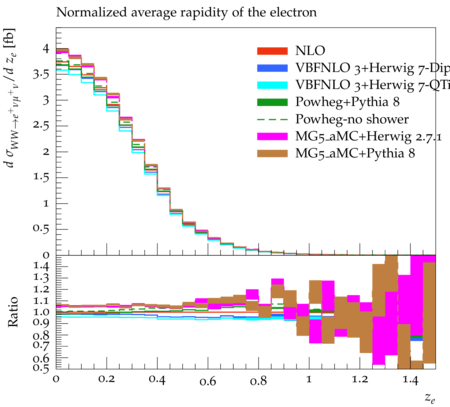 Normalized average rapidity of the electron
d σ_WW→e⁺νμ⁺ν / d z_e [fb]
4
3.5
3
2.5
2
1.5
1
0.5
0
NLO
VBFNLO 3+Herwig 7-Dip
VBFNLO 3+Herwig 7-QTi
Powheg+Pythia 8
Powheg-no shower
MG5_aMC+Herwig 2.7.1
MG5_aMC+Pythia 8
Ratio
1.4
1.3
1.2
1.1
1.0
0.9
0.8
0.7
0.6
0.5
0 0.2 0.4 0.6 0.8 1 1.2 1.4
z_e